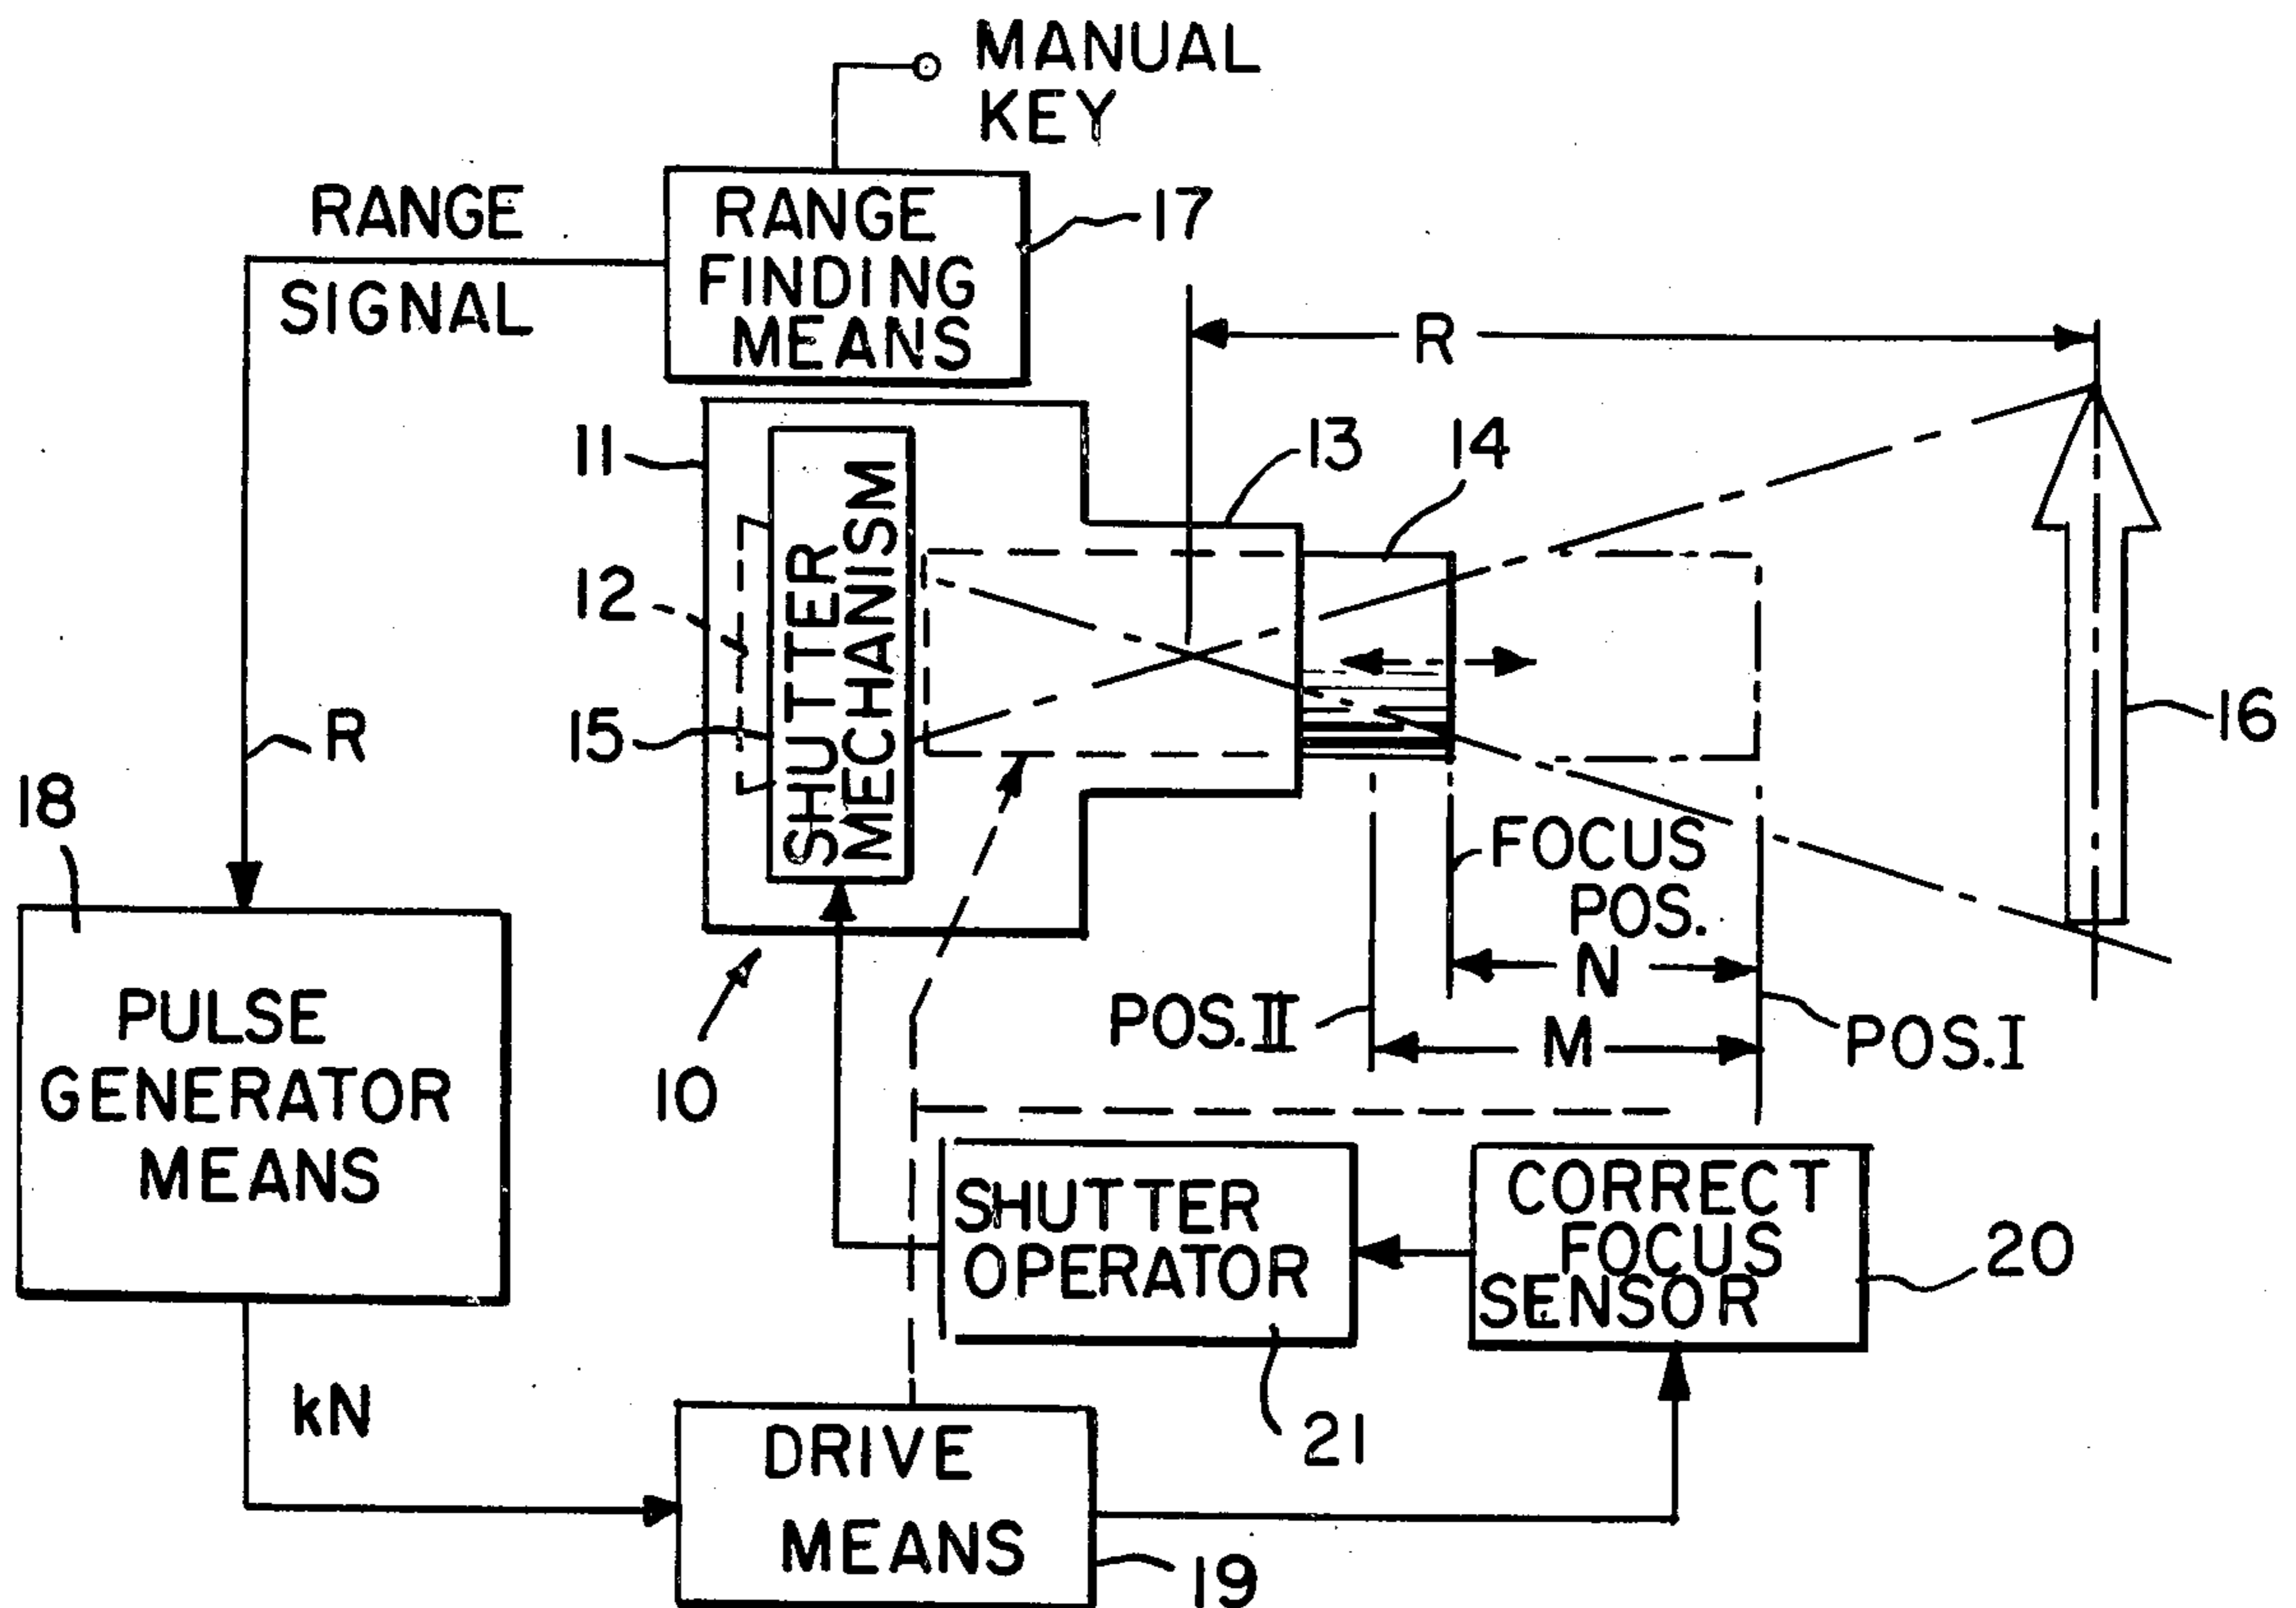 MANUAL
KEY
RANGE
SIGNAL
RANGE
FINDING
MEANS
17
R
11
13
14
12
SHUTTER
MECHANISM
15
16
R
18
FOCUS
POS.
N
POS.II
M
POS.I
10
PULSE
GENERATOR
MEANS
SHUTTER
OPERATOR
CORRECT
FOCUS
SENSOR
20
21
kN
DRIVE
MEANS
19